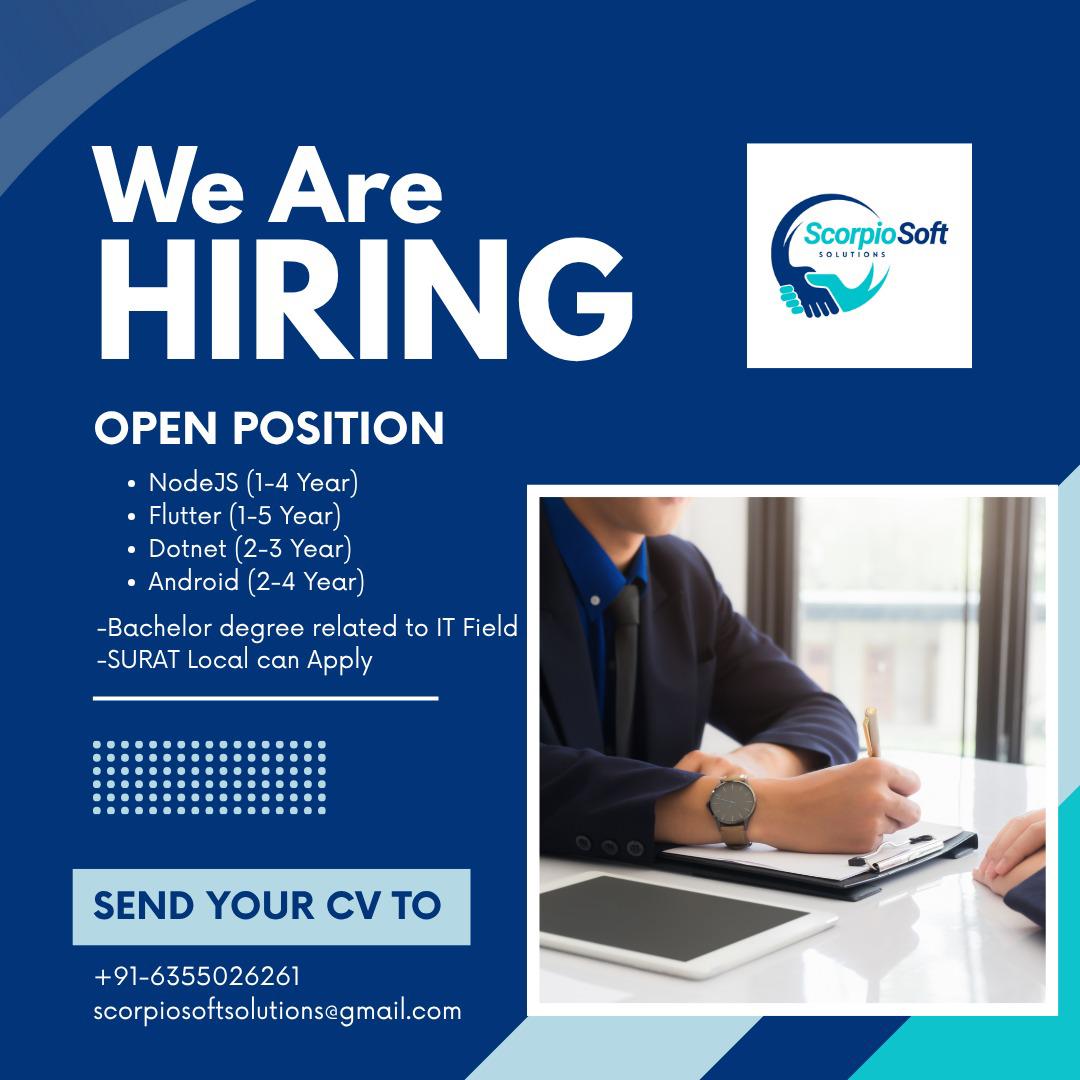 We Are
HIRING
ScorpioSoft
SOLUTIONS
OPEN POSITION
• NodeJS (1-4 Year)
• Flutter (1-5 Year)
• Dotnet (2-3 Year)
• Android (2-4 Year)
-Bachelor degree related to IT Field
-SURAT Local can Apply
SEND YOUR CV TO
+91-6355026261
scorpiosoftsolutions@gmail.com